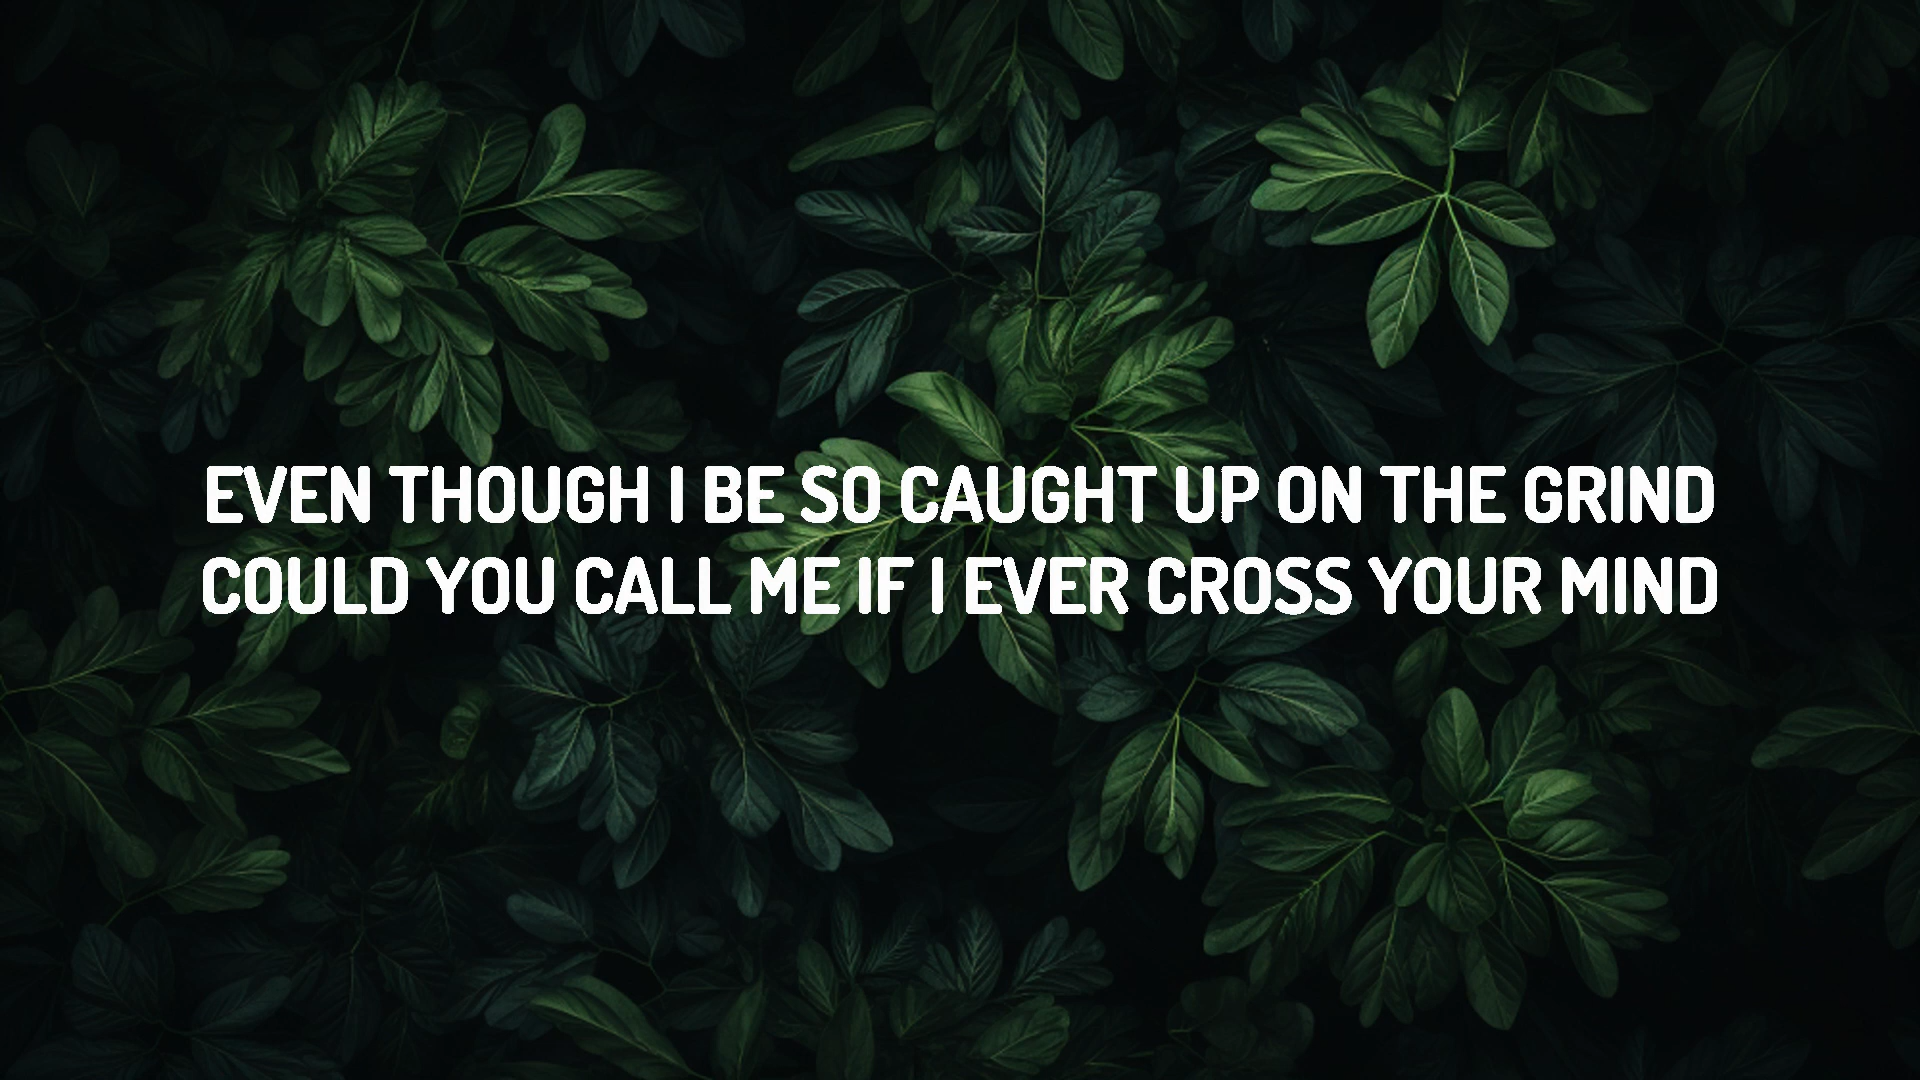 EVEN THOUGH I BE SO CAUGHT UP ON THE GRIND
COULD YOU CALL ME IF I EVER CROSS YOUR MIND